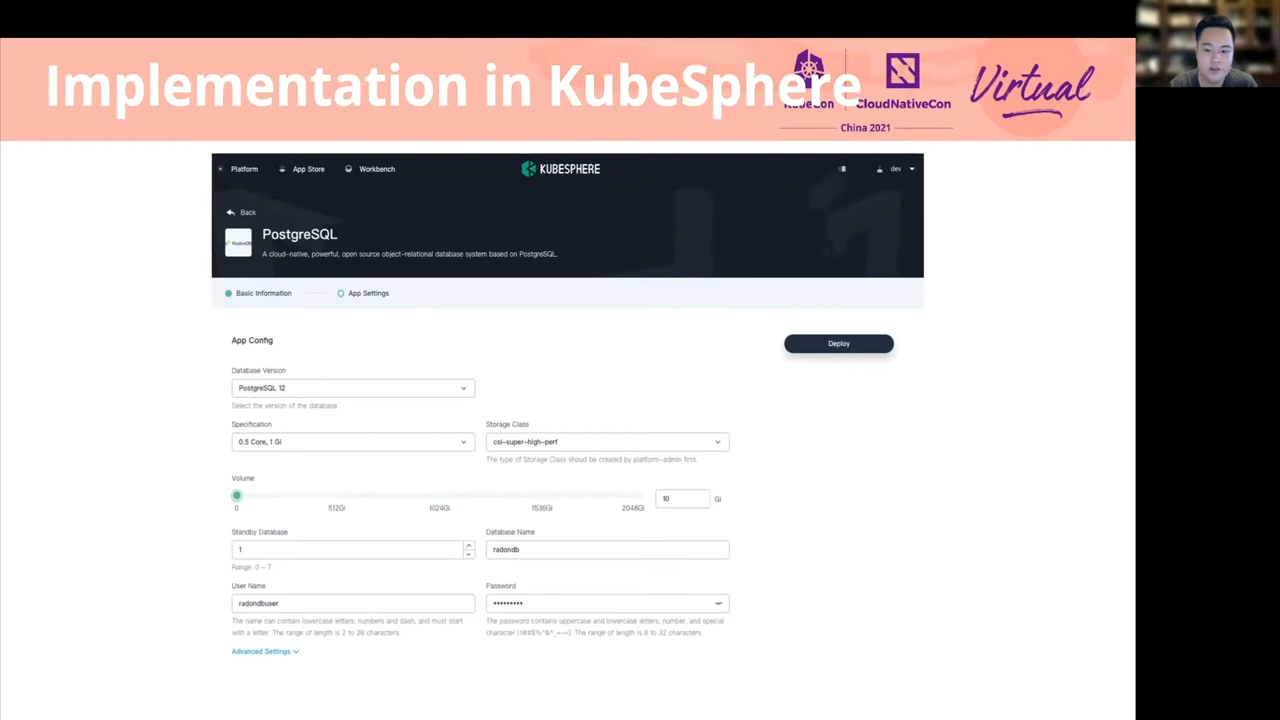 Implementation in KubeSphere
KubeCon
CloudNativeCon
Virtual
China 2021
Platform
App Store
Workbench
KUBESPHERE
dev
Back
RadonDB
PostgreSQL
A cloud-native, powerful, open source object-relational database system based on PostgreSQL.
Basic Information
App Settings
App Config
Deploy
Database Version
PostgreSQL 12
Select the version of the database
Specification
Storage Class
0.5 Core, 1 Gi
csi-super-high-perf
The type of Storage Class shoud be created by platform-admin first.
Volume
10
Gi
0
512Gi
1024Gi
1536Gi
2048Gi
Standby Database
Database Name
1
radondb
Range: 0 – 7
User Name
Password
radondbuser
•••••••••
The name can contain lowercase letters, numbers and dash, and must start
with a letter. The range of length is 2 to 26 characters.
The password contains uppercase and lowercase letters, number, and special
character The range of length is 8 to 32 characters.
Advanced Settings